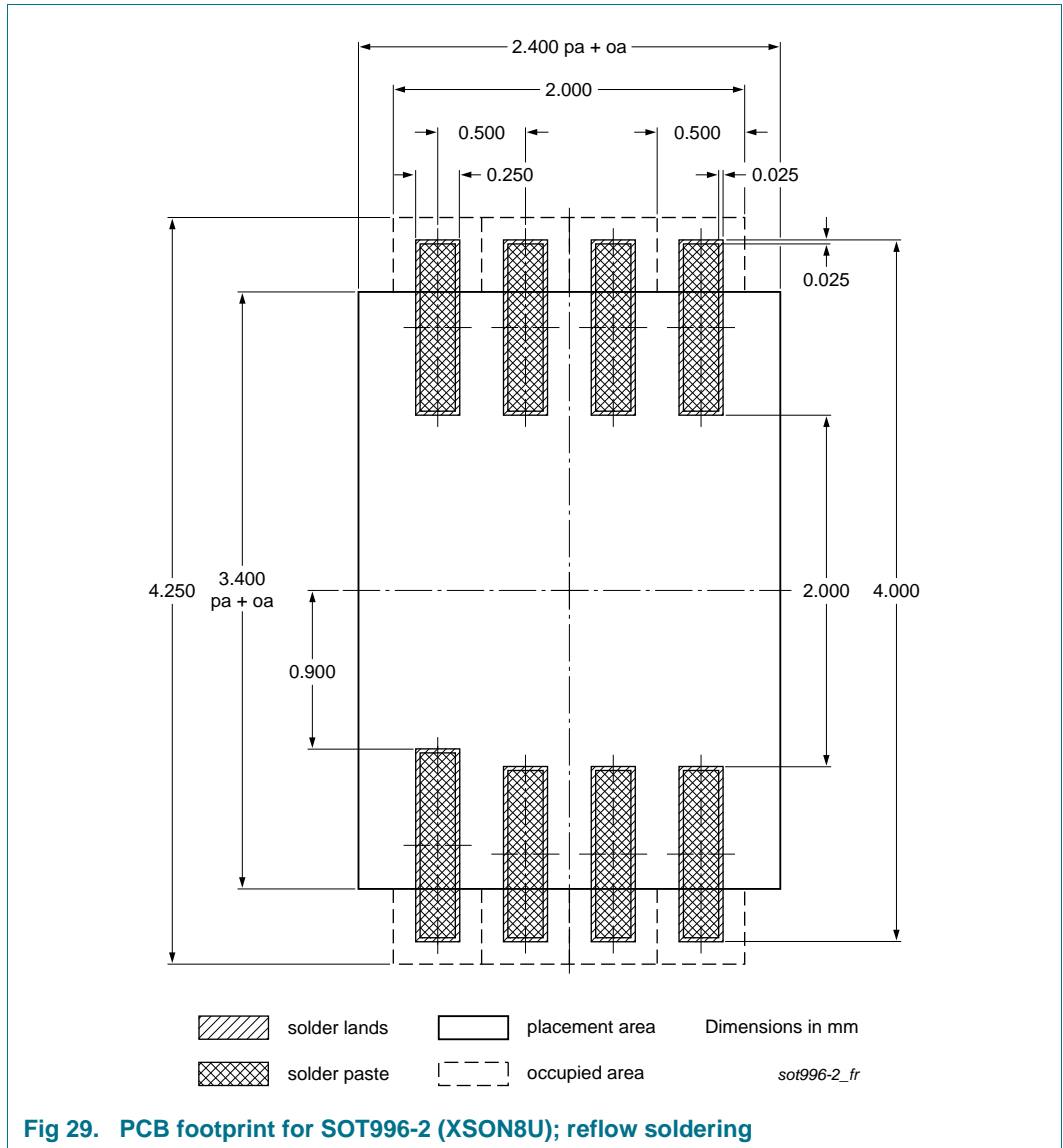 2.400 pa + oa
2.000
0.500
0.500
0.250
0.025
0.025
4.250
3.400
pa + oa
2.000
4.000
0.900
solder lands
placement area
Dimensions in mm
solder paste
occupied area
sot996-2_fr
Fig 29. PCB footprint for SOT996-2 (XSON8U); reflow soldering